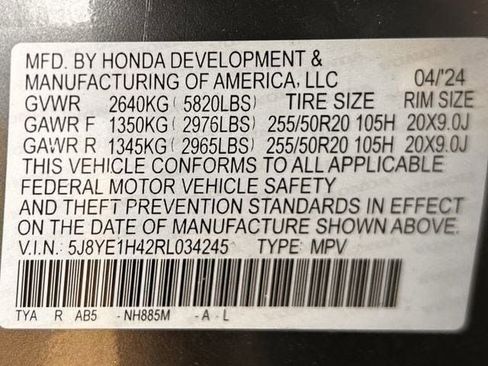 MFD. BY HONDA DEVELOPMENT &
MANUFACTURING OF AMERICA, LLC 04/'24
GVWR 2640KG ( 5820LBS) TIRE SIZE RIM SIZE
GAWR F 1350KG ( 2976LBS) 255/50R20 105H 20X9.0J
GAWR R 1345KG ( 2965LBS) 255/50R20 105H 20X9.0J
THIS VEHICLE CONFORMS TO ALL APPLICABLE
FEDERAL MOTOR VEHICLE SAFETY
AND THEFT PREVENTION STANDARDS IN EFFECT
ON THE DATE OF MANUFACTURE SHOWN ABOVE.
V.I.N.: 5J8YE1H42RL034245 TYPE: MPV
TYA R AB5 -NH885M -A -L